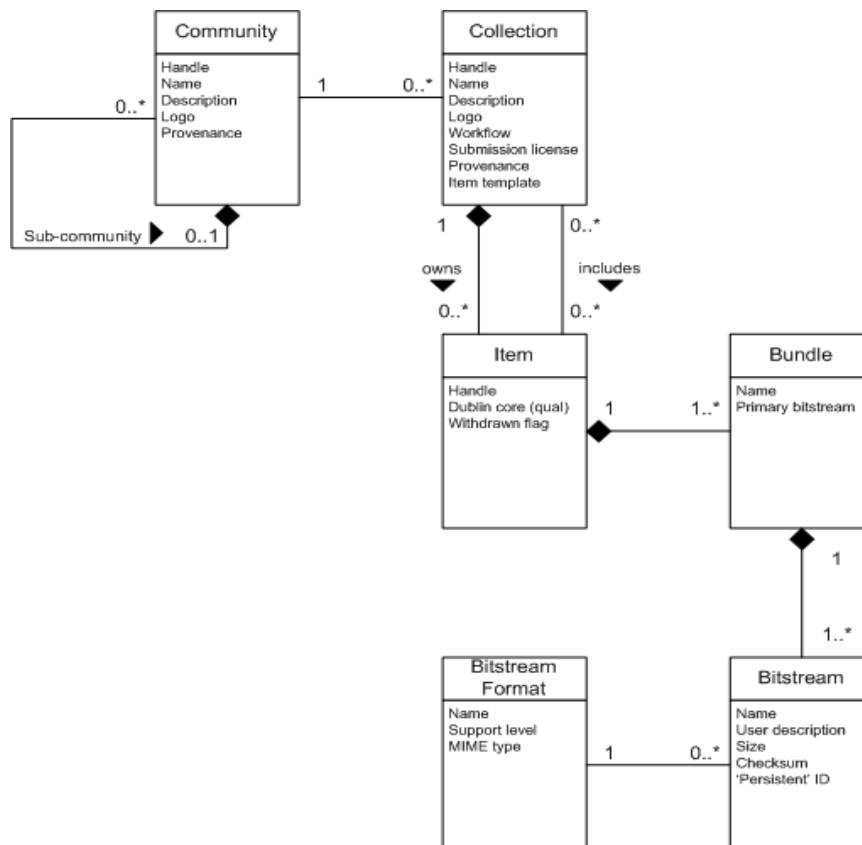 Community
Handle
Name
Description
Logo
Provenance
1
0..*
Collection
Handle
Name
Description
Logo
Workflow
Submission license
Provenance
Item template
0..*
Sub-community
0..1
1
0..*
owns
includes
0..*
0..*
Item
Handle
Dubliin core (qual)
Withdrawn flag
1
1..*
Bundle
Name
Primary bitstream
1
1..*
Bitstream
Format
Name
Support level
MIME type
1
0..*
Bitstream
Name
User description
Size
Checksum
'Persistent' ID